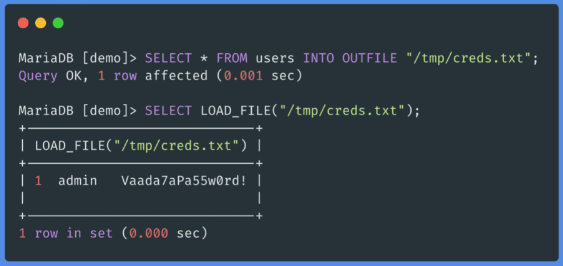 MariaDB [demo]> SELECT * FROM users INTO OUTFILE "/tmp/creds.txt";
Query OK, 1 row affected (0.001 sec)
MariaDB [demo]> SELECT LOAD_FILE("/tmp/creds.txt");
+---------------------------+
| LOAD_FILE("/tmp/creds.txt") |
+---------------------------+
| 1 admin Vaada7aPa55w0rd! |
| |
+---------------------------+
1 row in set (0.000 sec)